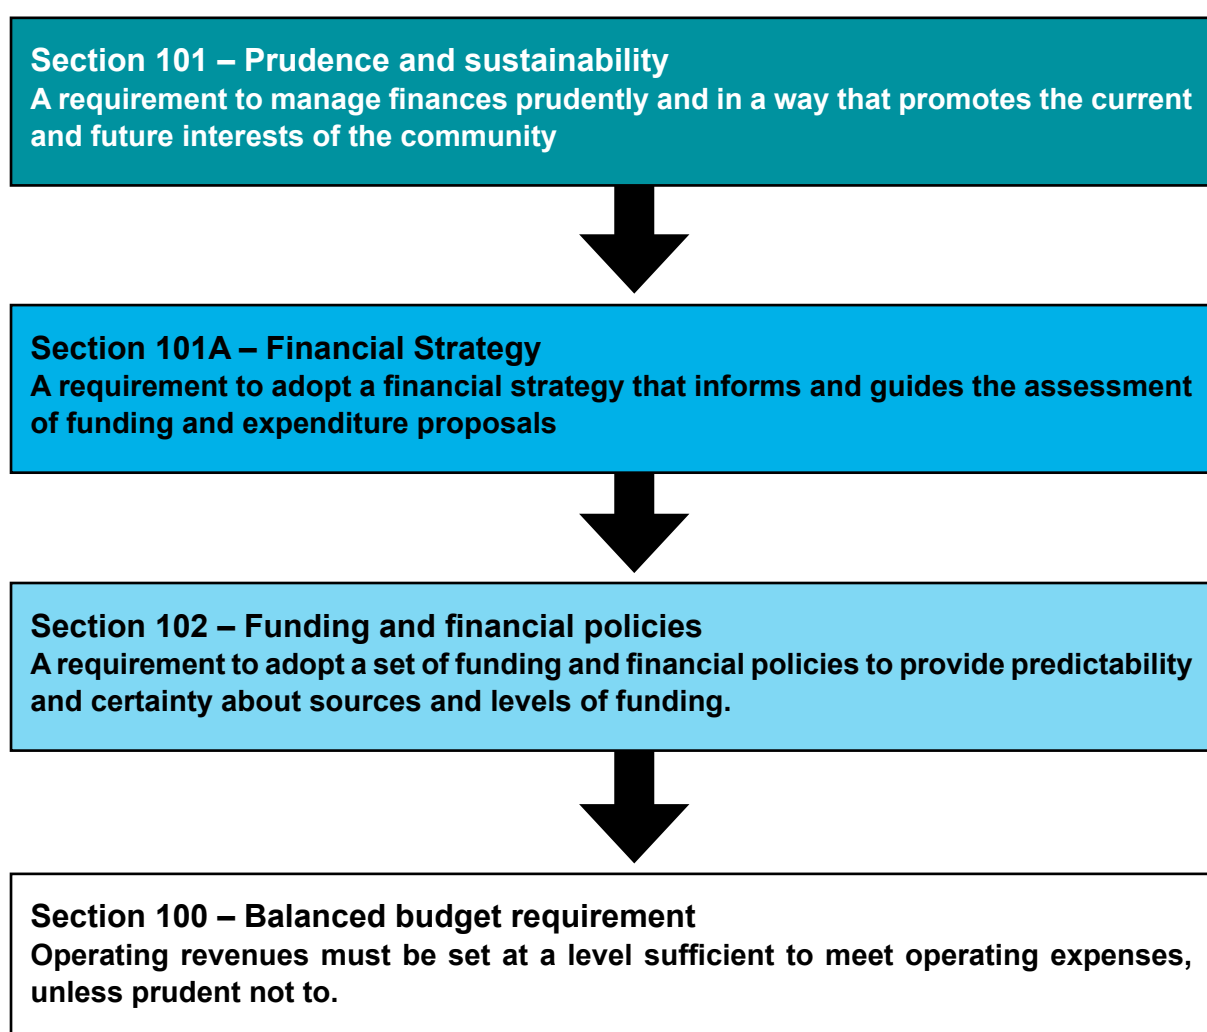 Section 101 – Prudence and sustainability
A requirement to manage finances prudently and in a way that promotes the current
and future interests of the community
Section 101A – Financial Strategy
A requirement to adopt a financial strategy that informs and guides the assessment
of funding and expenditure proposals
Section 102 – Funding and financial policies
A requirement to adopt a set of funding and financial policies to provide predictability
and certainty about sources and levels of funding.
Section 100 – Balanced budget requirement
Operating revenues must be set at a level sufficient to meet operating expenses,
unless prudent not to.